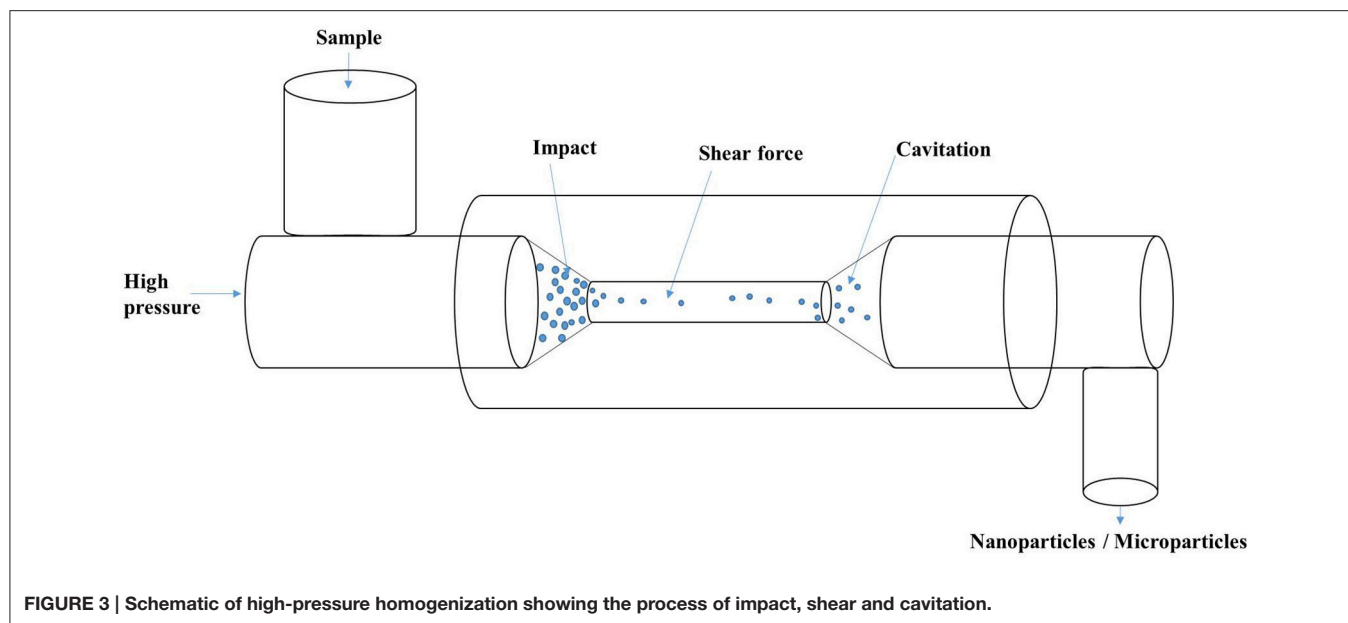 Sample
Impact
Shear force
Cavitation
High
pressure
Nanoparticles / Microparticles
FIGURE 3 | Schematic of high-pressure homogenization showing the process of impact, shear and cavitation.